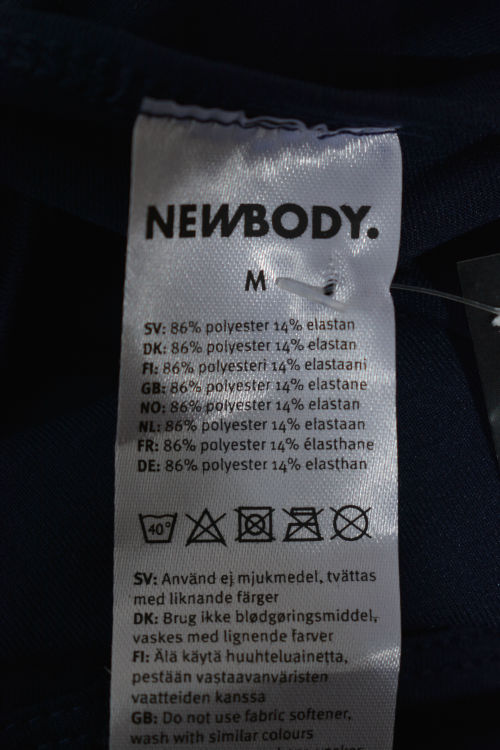 NEWBODY.
M
SV: 86% polyester 14% elastan
DK: 86% polyester 14% elastan
FI: 86% polyesteri 14% elastaani
GB: 86% polyester 14% elastane
NO: 86% polyester 14% elastan
NL: 86% polyester 14% elastaan
FR: 86% polyester 14% élasthane
DE: 86% polyester 14% elasthan
40°
SV: Använd ej mjukmedel, tvättas
med liknande färger
DK: Brug ikke blødgøringsmiddel,
vaskes med lignende farver
FI: Älä käytä huuhteluainetta,
pestään vastaavanväristen
vaatteiden kanssa
GB: Do not use fabric softener,
wash with similar colours